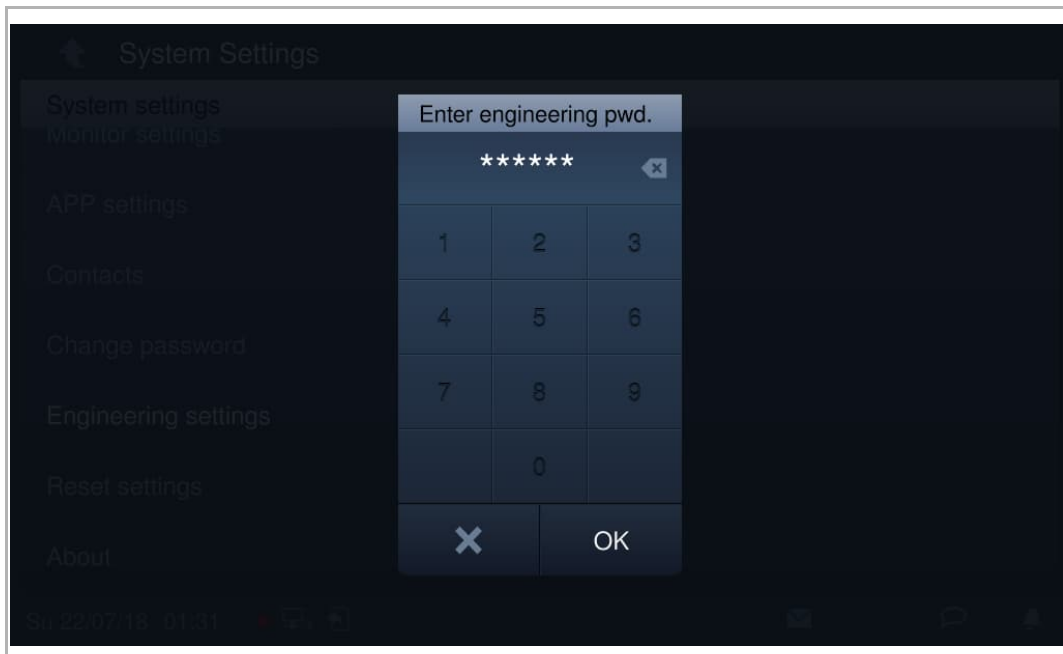 System Settings
System settings
Monitor settings
APP settings
Contacts
Change password
Engineering settings
Reset settings
About
Enter engineering pwd.
******
1 2 3
4 5 6
7 8 9
0
OK
Su 22/07/18 01:31